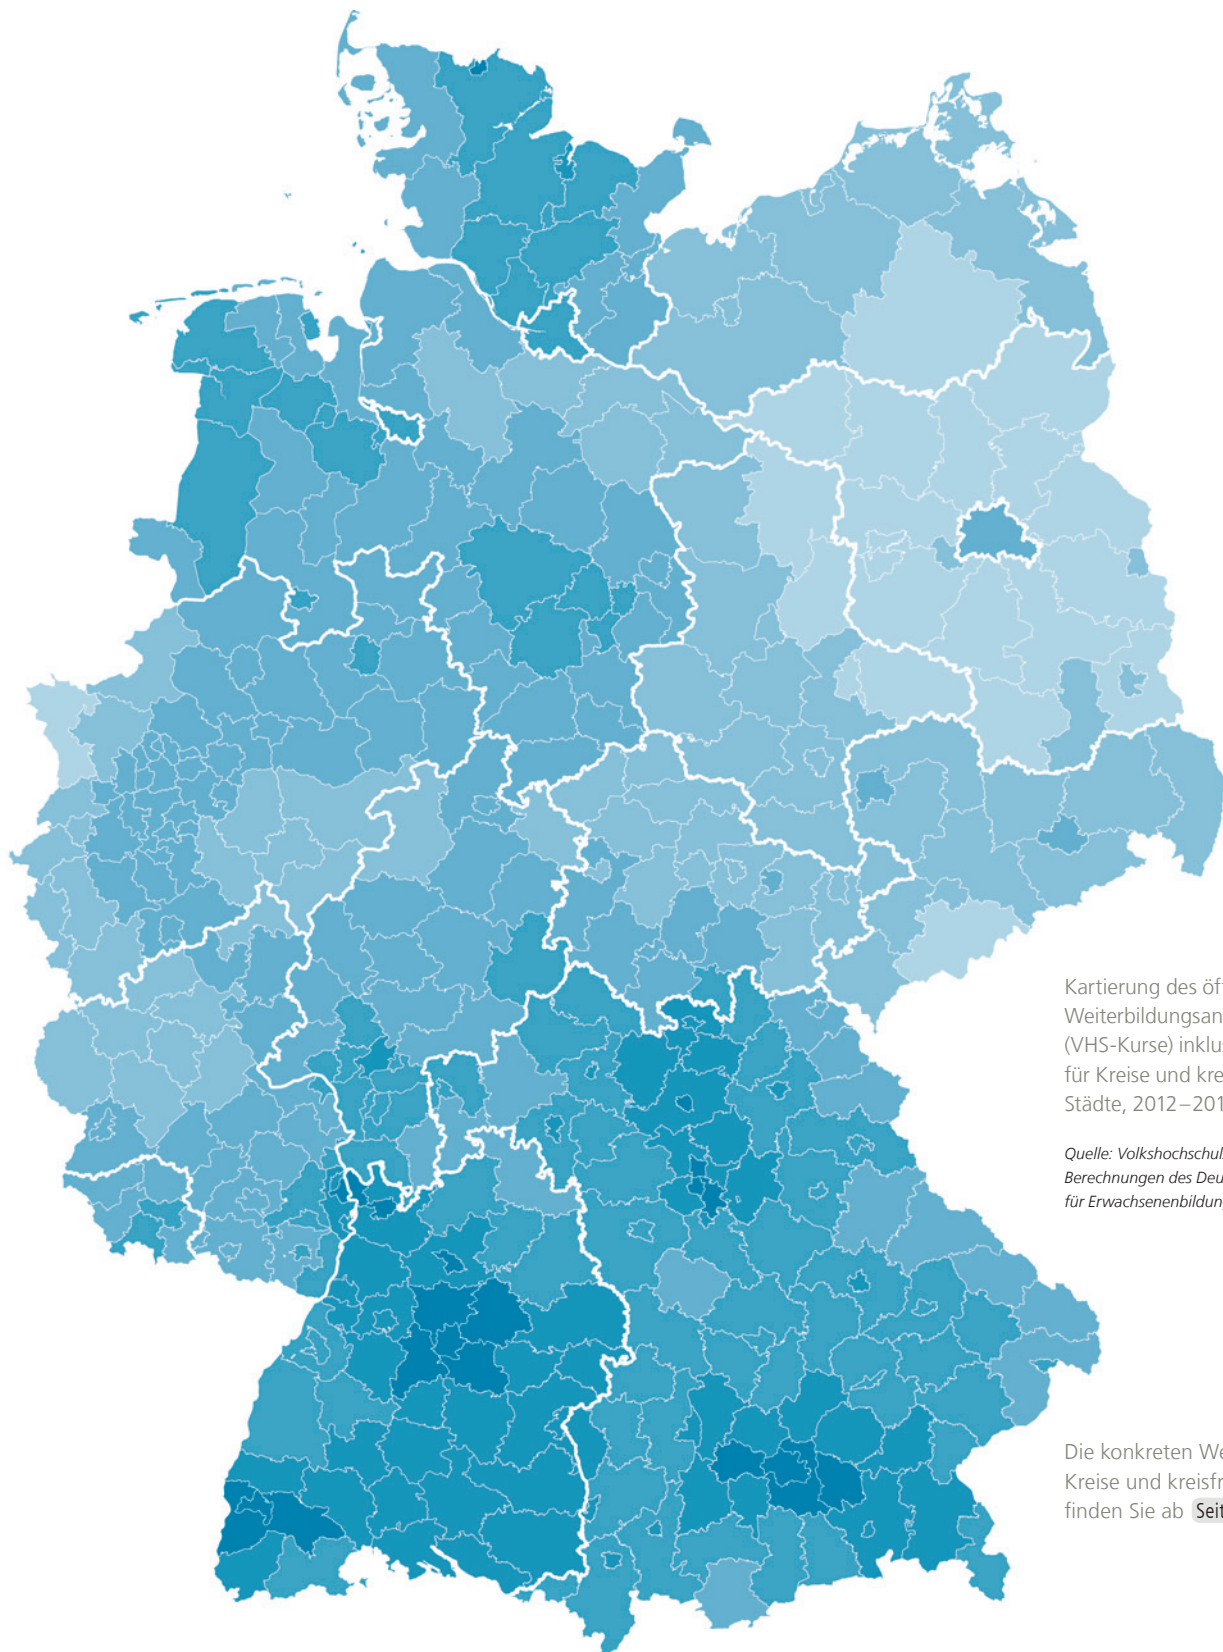 Kartierung des öf
Weiterbildungsan
(VHS-Kurse) inklu
für Kreise und kre
Städte, 2012–201
Quelle: Volkshochschul
Berechnungen des Deu
für Erwachsenenbildun
Die konkreten We
Kreise und kreisfr
finden Sie ab Seit